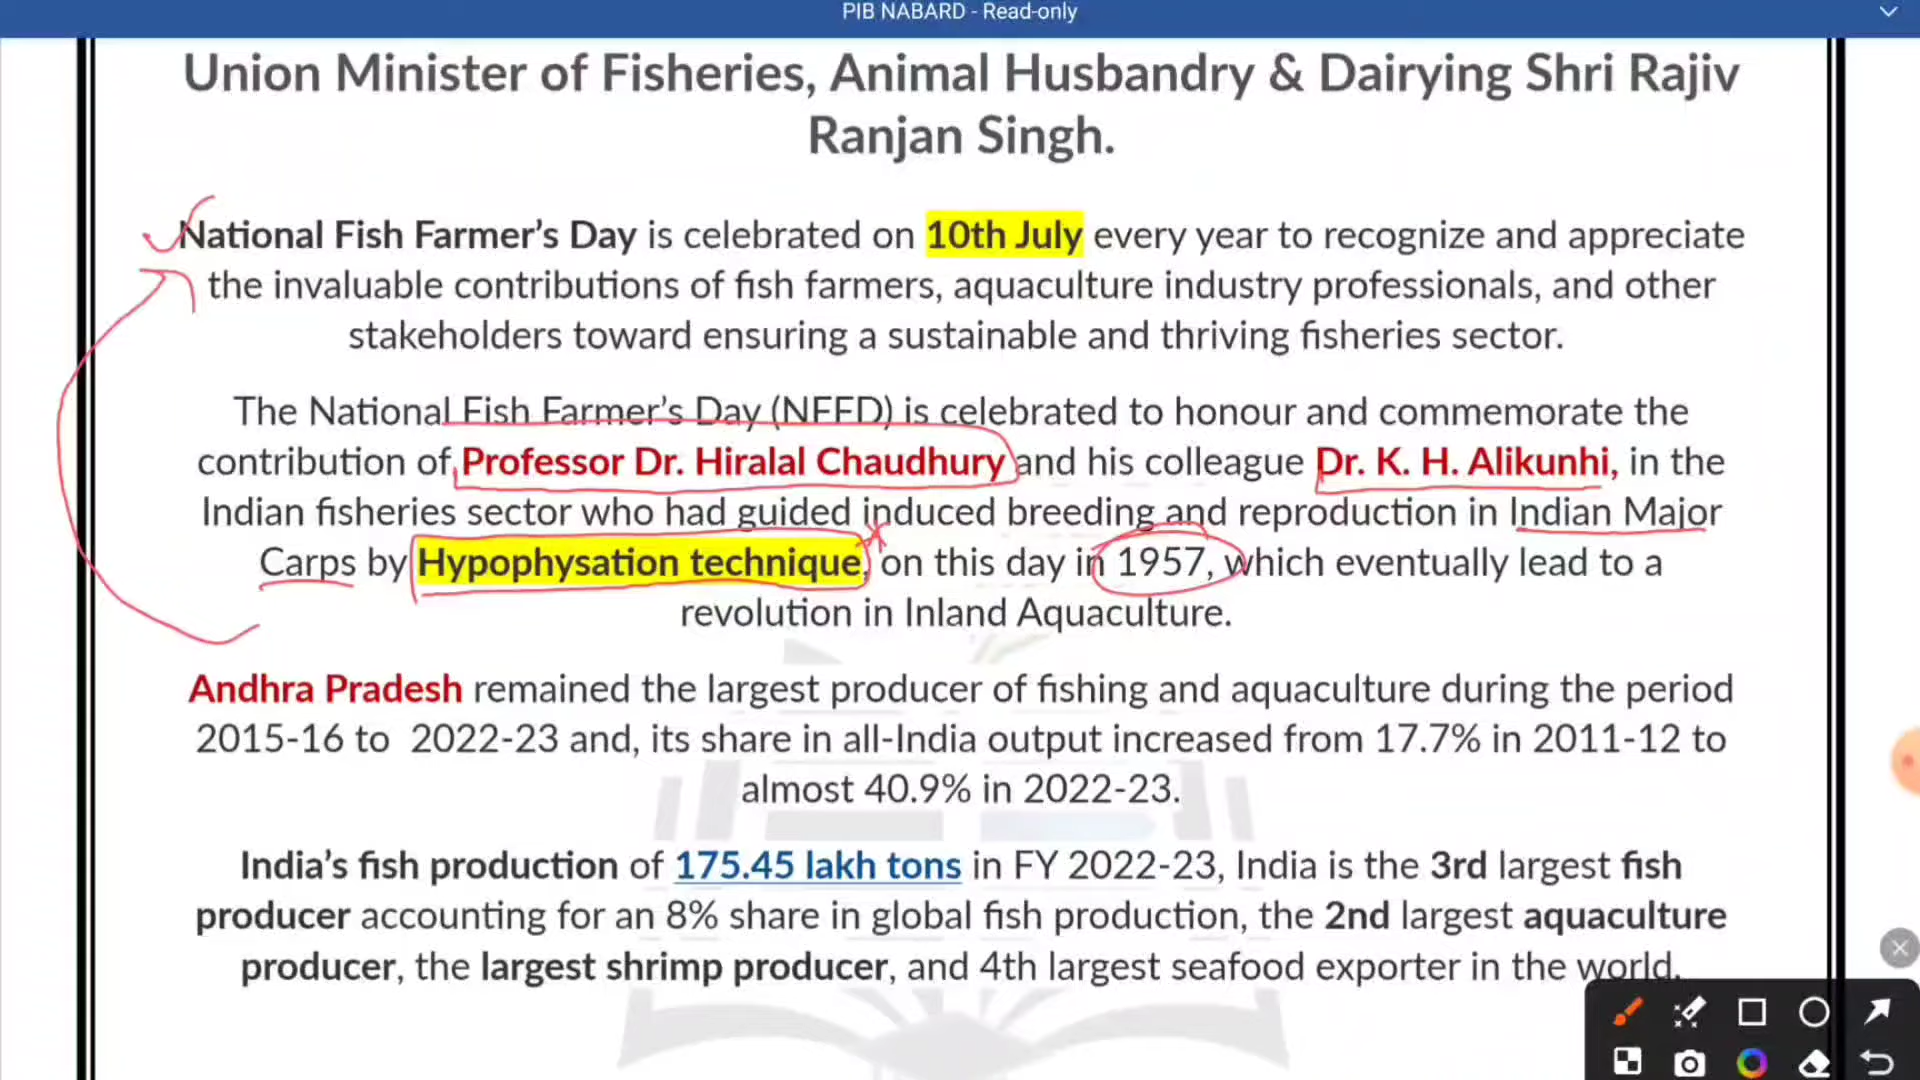 PIB NABARD - Read-only
Union Minister of Fisheries, Animal Husbandry & Dairying Shri Rajiv
Ranjan Singh.
National Fish Farmer’s Day is celebrated on 10th July every year to recognize and appreciate
the invaluable contributions of fish farmers, aquaculture industry professionals, and other
stakeholders toward ensuring a sustainable and thriving fisheries sector.
The National Fish Farmer’s Day (NFFD) is celebrated to honour and commemorate the
contribution of Professor Dr. Hiralal Chaudhury and his colleague Dr. K. H. Alikunhi, in the
Indian fisheries sector who had guided induced breeding and reproduction in Indian Major
Carps by Hypophysation technique, on this day in 1957, which eventually lead to a
revolution in Inland Aquaculture.
Andhra Pradesh remained the largest producer of fishing and aquaculture during the period
2015-16 to 2022-23 and, its share in all-India output increased from 17.7% in 2011-12 to
almost 40.9% in 2022-23.
India’s fish production of 175.45 lakh tons in FY 2022-23, India is the 3rd largest fish
producer accounting for an 8% share in global fish production, the 2nd largest aquaculture
producer, the largest shrimp producer, and 4th largest seafood exporter in the world.